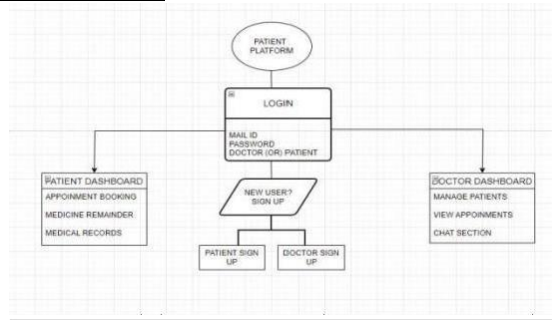 PATIENT
PLATFORM
LOGIN
MAIL ID
PASSWORD
DOCTOR (OR) PATIENT
PATIENT DASHBOARD
APPOINMENT BOOKING
MEDICINE REMAINDER
MEDICAL RECORDS
NEW USER?
SIGN UP
PATIENT SIGN
UP
DOCTOR SIGN
UP
DOCTOR DASHBOARD
MANAGE PATIENTS
VIEW APPOINMENTS
CHAT SECTION